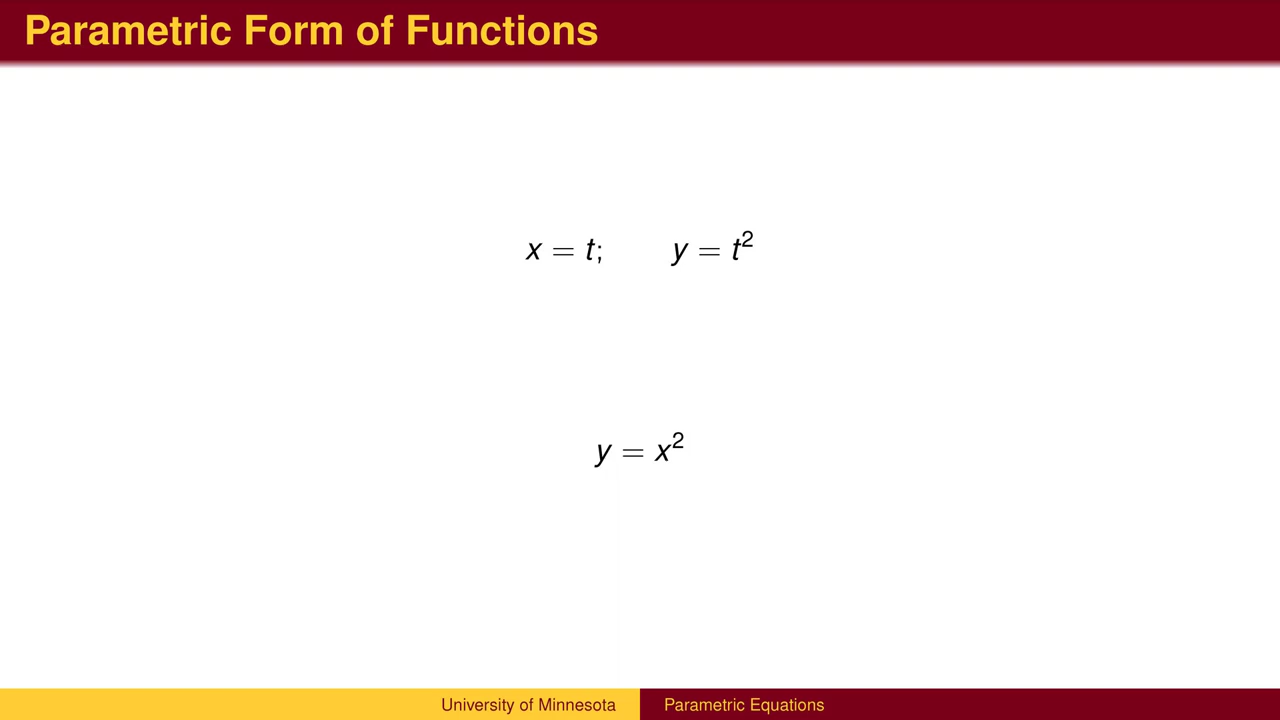 Parametric Form of Functions
x = t; y = t²
y = x²
University of Minnesota Parametric Equations